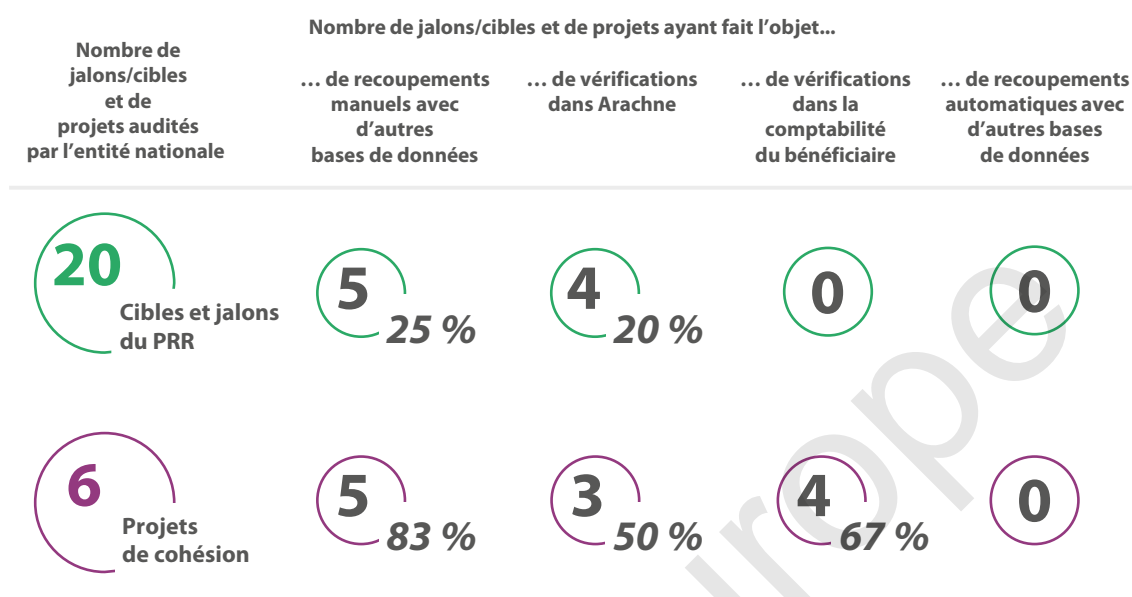 Nombre de jalons/cibles et de projets ayant fait l'objet...
Nombre de
jalons/cibles
et de
projets audités
par l'entité nationale
… de recoupements
manuels avec
d'autres
bases de données
… de vérifications
dans Arachne
… de vérifications
dans la
comptabilité
du bénéficiaire
… de recoupements
automatiques avec
d'autres bases
de données
20
Cibles et jalons
du PRR
5
25 %
4
20 %
0
0
6
Projets
de cohésion
5
83 %
3
50 %
4
67 %
0